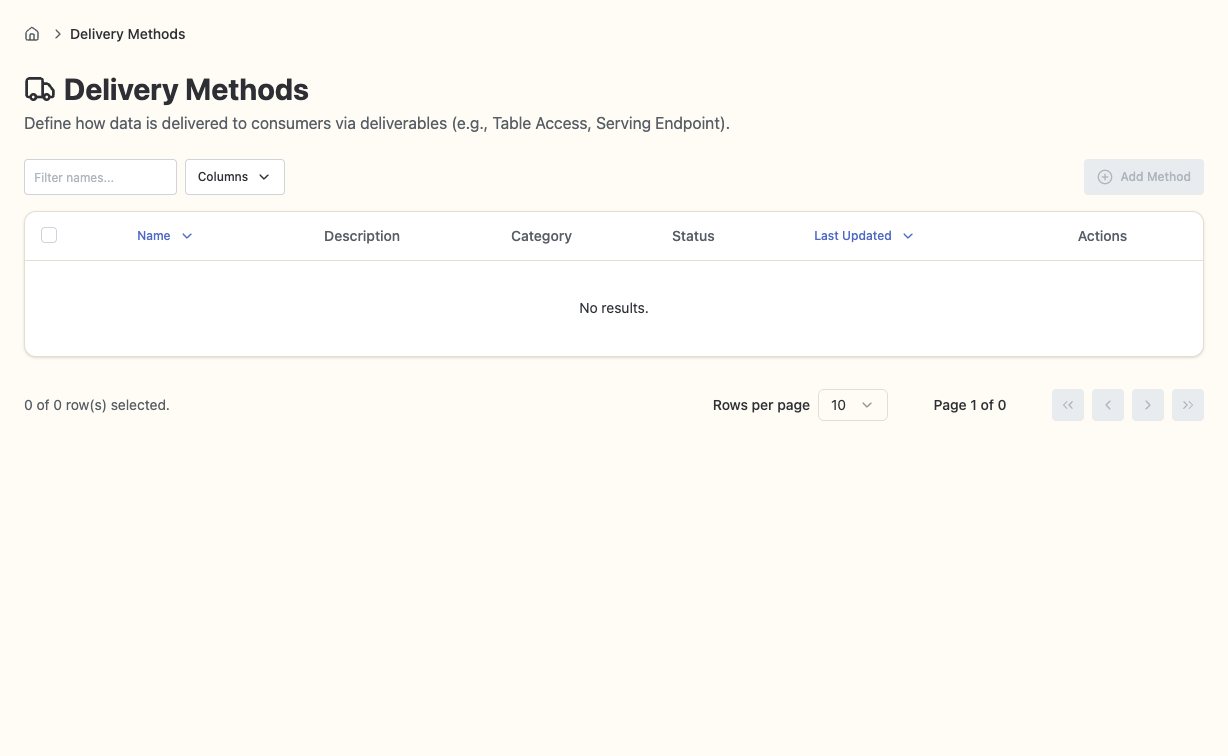 Delivery Methods
Delivery Methods
Define how data is delivered to consumers via deliverables (e.g., Table Access, Serving Endpoint).
Filter names...
Columns
Add Method
Name
Description
Category
Status
Last Updated
Actions
No results.
0 of 0 row(s) selected.
Rows per page
10
Page 1 of 0